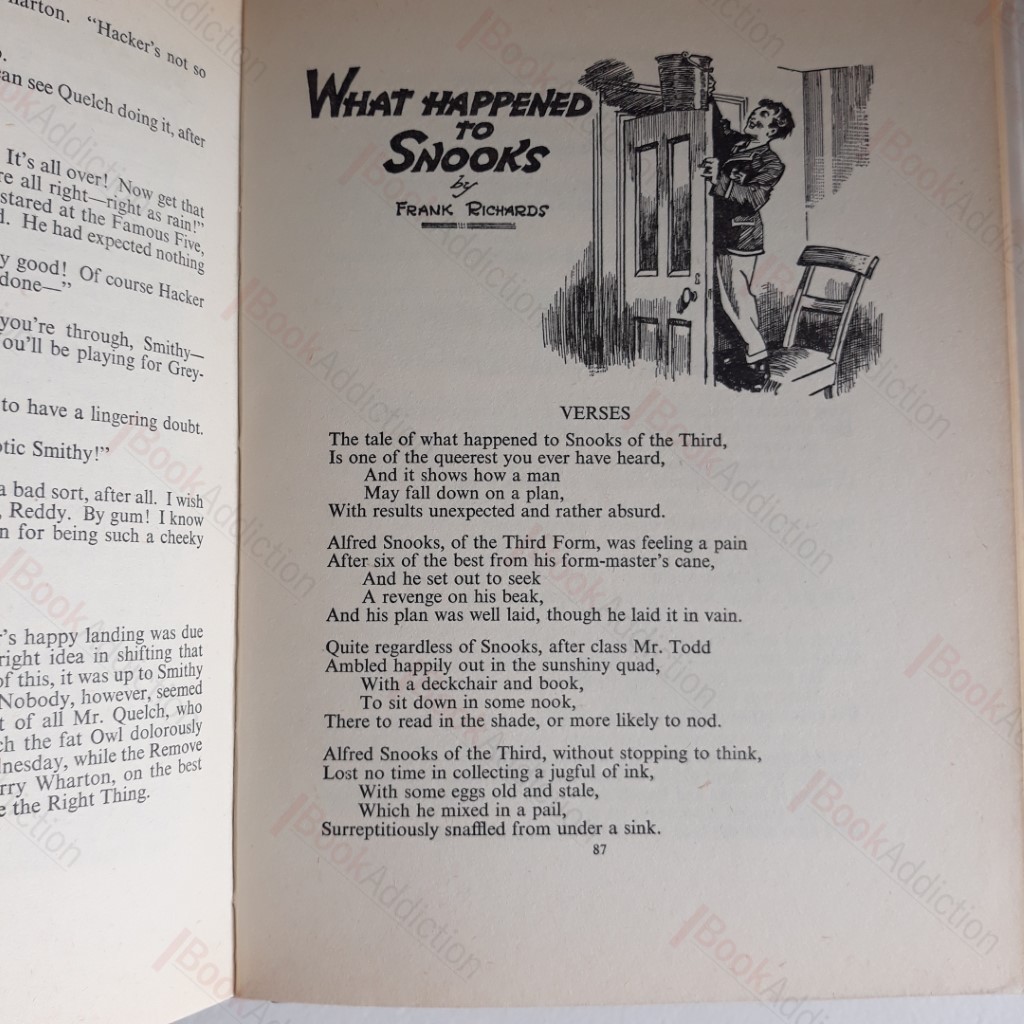 arton. “Hacker's not so
o.
can see Quelch doing it, after
It's all over! Now get that
re all right—right as rain!”
stared at the Famous Five,
d. He had expected nothing
y good! Of course Hacker
done—”
you're through, Smithy—
ou'll be playing for Grey-
to have a lingering doubt.
otic Smithy!”
a bad sort, after all. I wish
, Reddy. By gum! I know
n for being such a cheeky
r's happy landing was due
right idea in shifting that
of this, it was up to Smithy
Nobody, however, seemed
t of all Mr. Quelch, who
ch the fat Owl dolorously
dnesday, while the Remove
rry Wharton, on the best
e the Right Thing.
WHAT HAPPENED
TO
SNOOKS
by
FRANK RICHARDS
VERSES
The tale of what happened to Snooks of the Third,
Is one of the queerest you ever have heard,
And it shows how a man
May fall down on a plan,
With results unexpected and rather absurd.
Alfred Snooks, of the Third Form, was feeling a pain
After six of the best from his form-master's cane,
And he set out to seek
A revenge on his beak,
And his plan was well laid, though he laid it in vain.
Quite regardless of Snooks, after class Mr. Todd
Ambled happily out in the sunshiny quad,
With a deckchair and book,
To sit down in some nook,
There to read in the shade, or more likely to nod.
Alfred Snooks of the Third, without stopping to think,
Lost no time in collecting a jugful of ink,
With some eggs old and stale,
Which he mixed in a pail,
Surreptitiously snaffled from under a sink.
87
BookAddiction